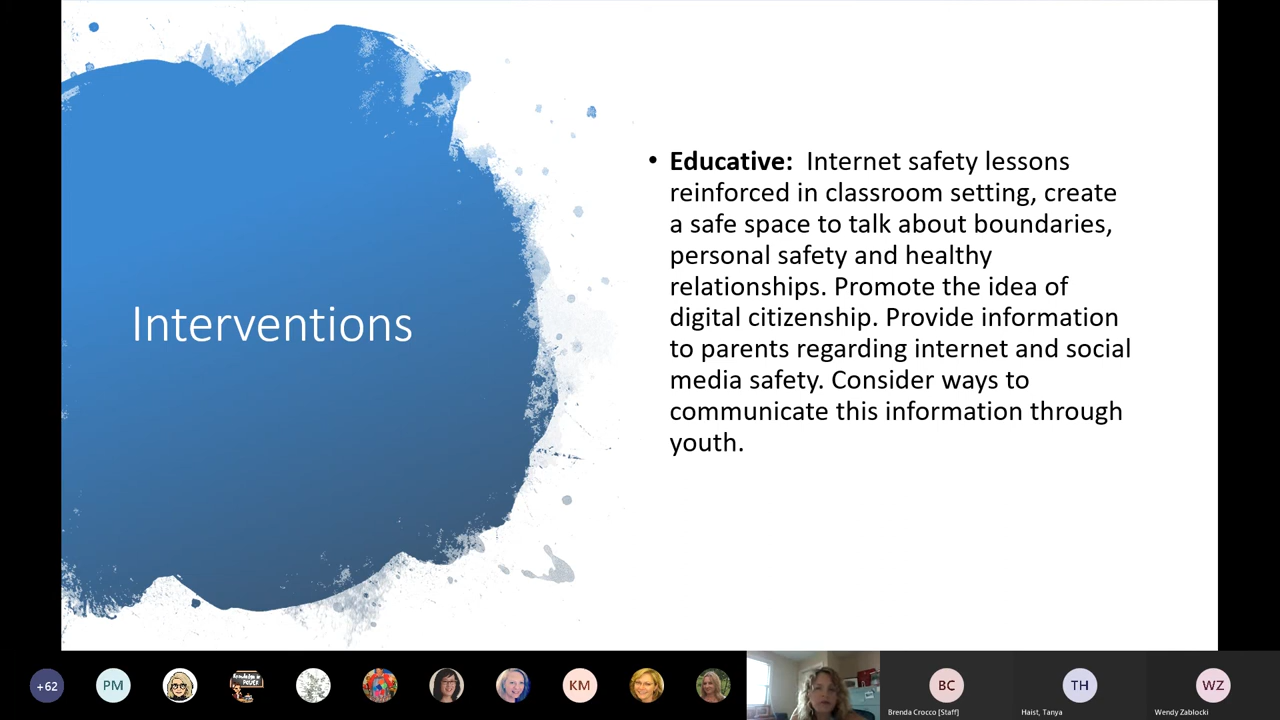 Interventions
• Educative: Internet safety lessons
reinforced in classroom setting, create
a safe space to talk about boundaries,
personal safety and healthy
relationships. Promote the idea of
digital citizenship. Provide information
to parents regarding internet and social
media safety. Consider ways to
communicate this information through
youth.
+62
PM
Knowledge is
POWER
KM
BC
TH
WZ
Brenda Crocco [Staff]
Haist, Tanya
Wendy Zablocki